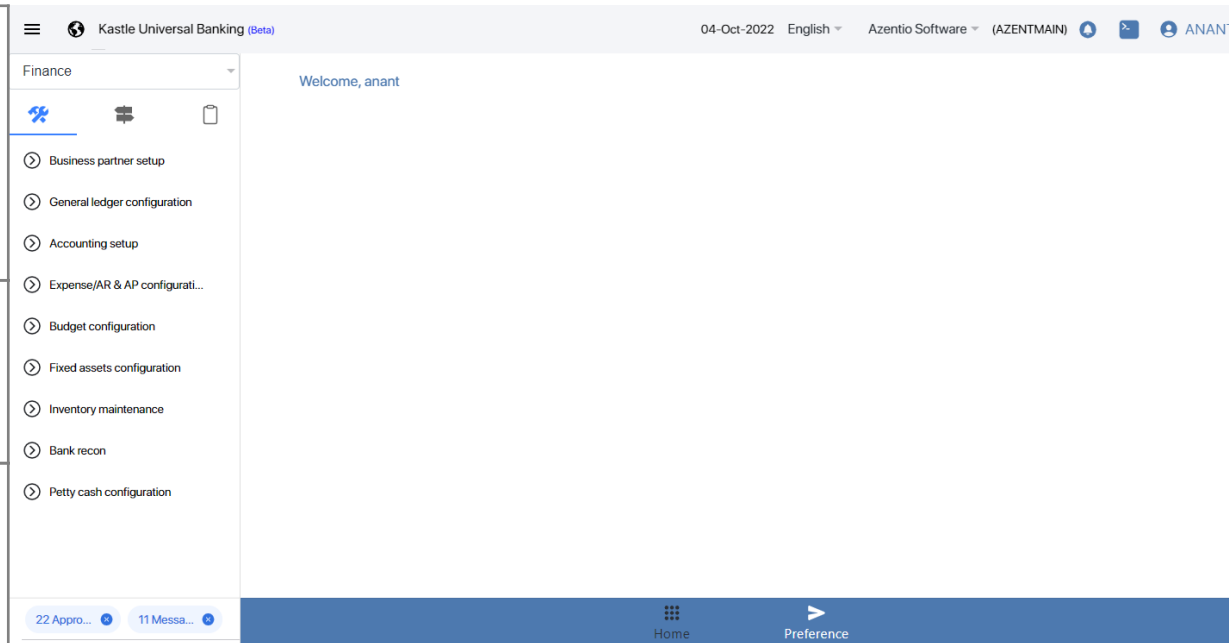 Kastle Universal Banking (Beta)
04-Oct-2022 English Azentio Software (AZENTMAIN) ANANT
Finance
Welcome, anant
Business partner setup
General ledger configuration
Accounting setup
Expense/AR & AP configurati...
Budget configuration
Fixed assets configuration
Inventory maintenance
Bank recon
Petty cash configuration
22 Appro... 11 Messa...
Home Preference